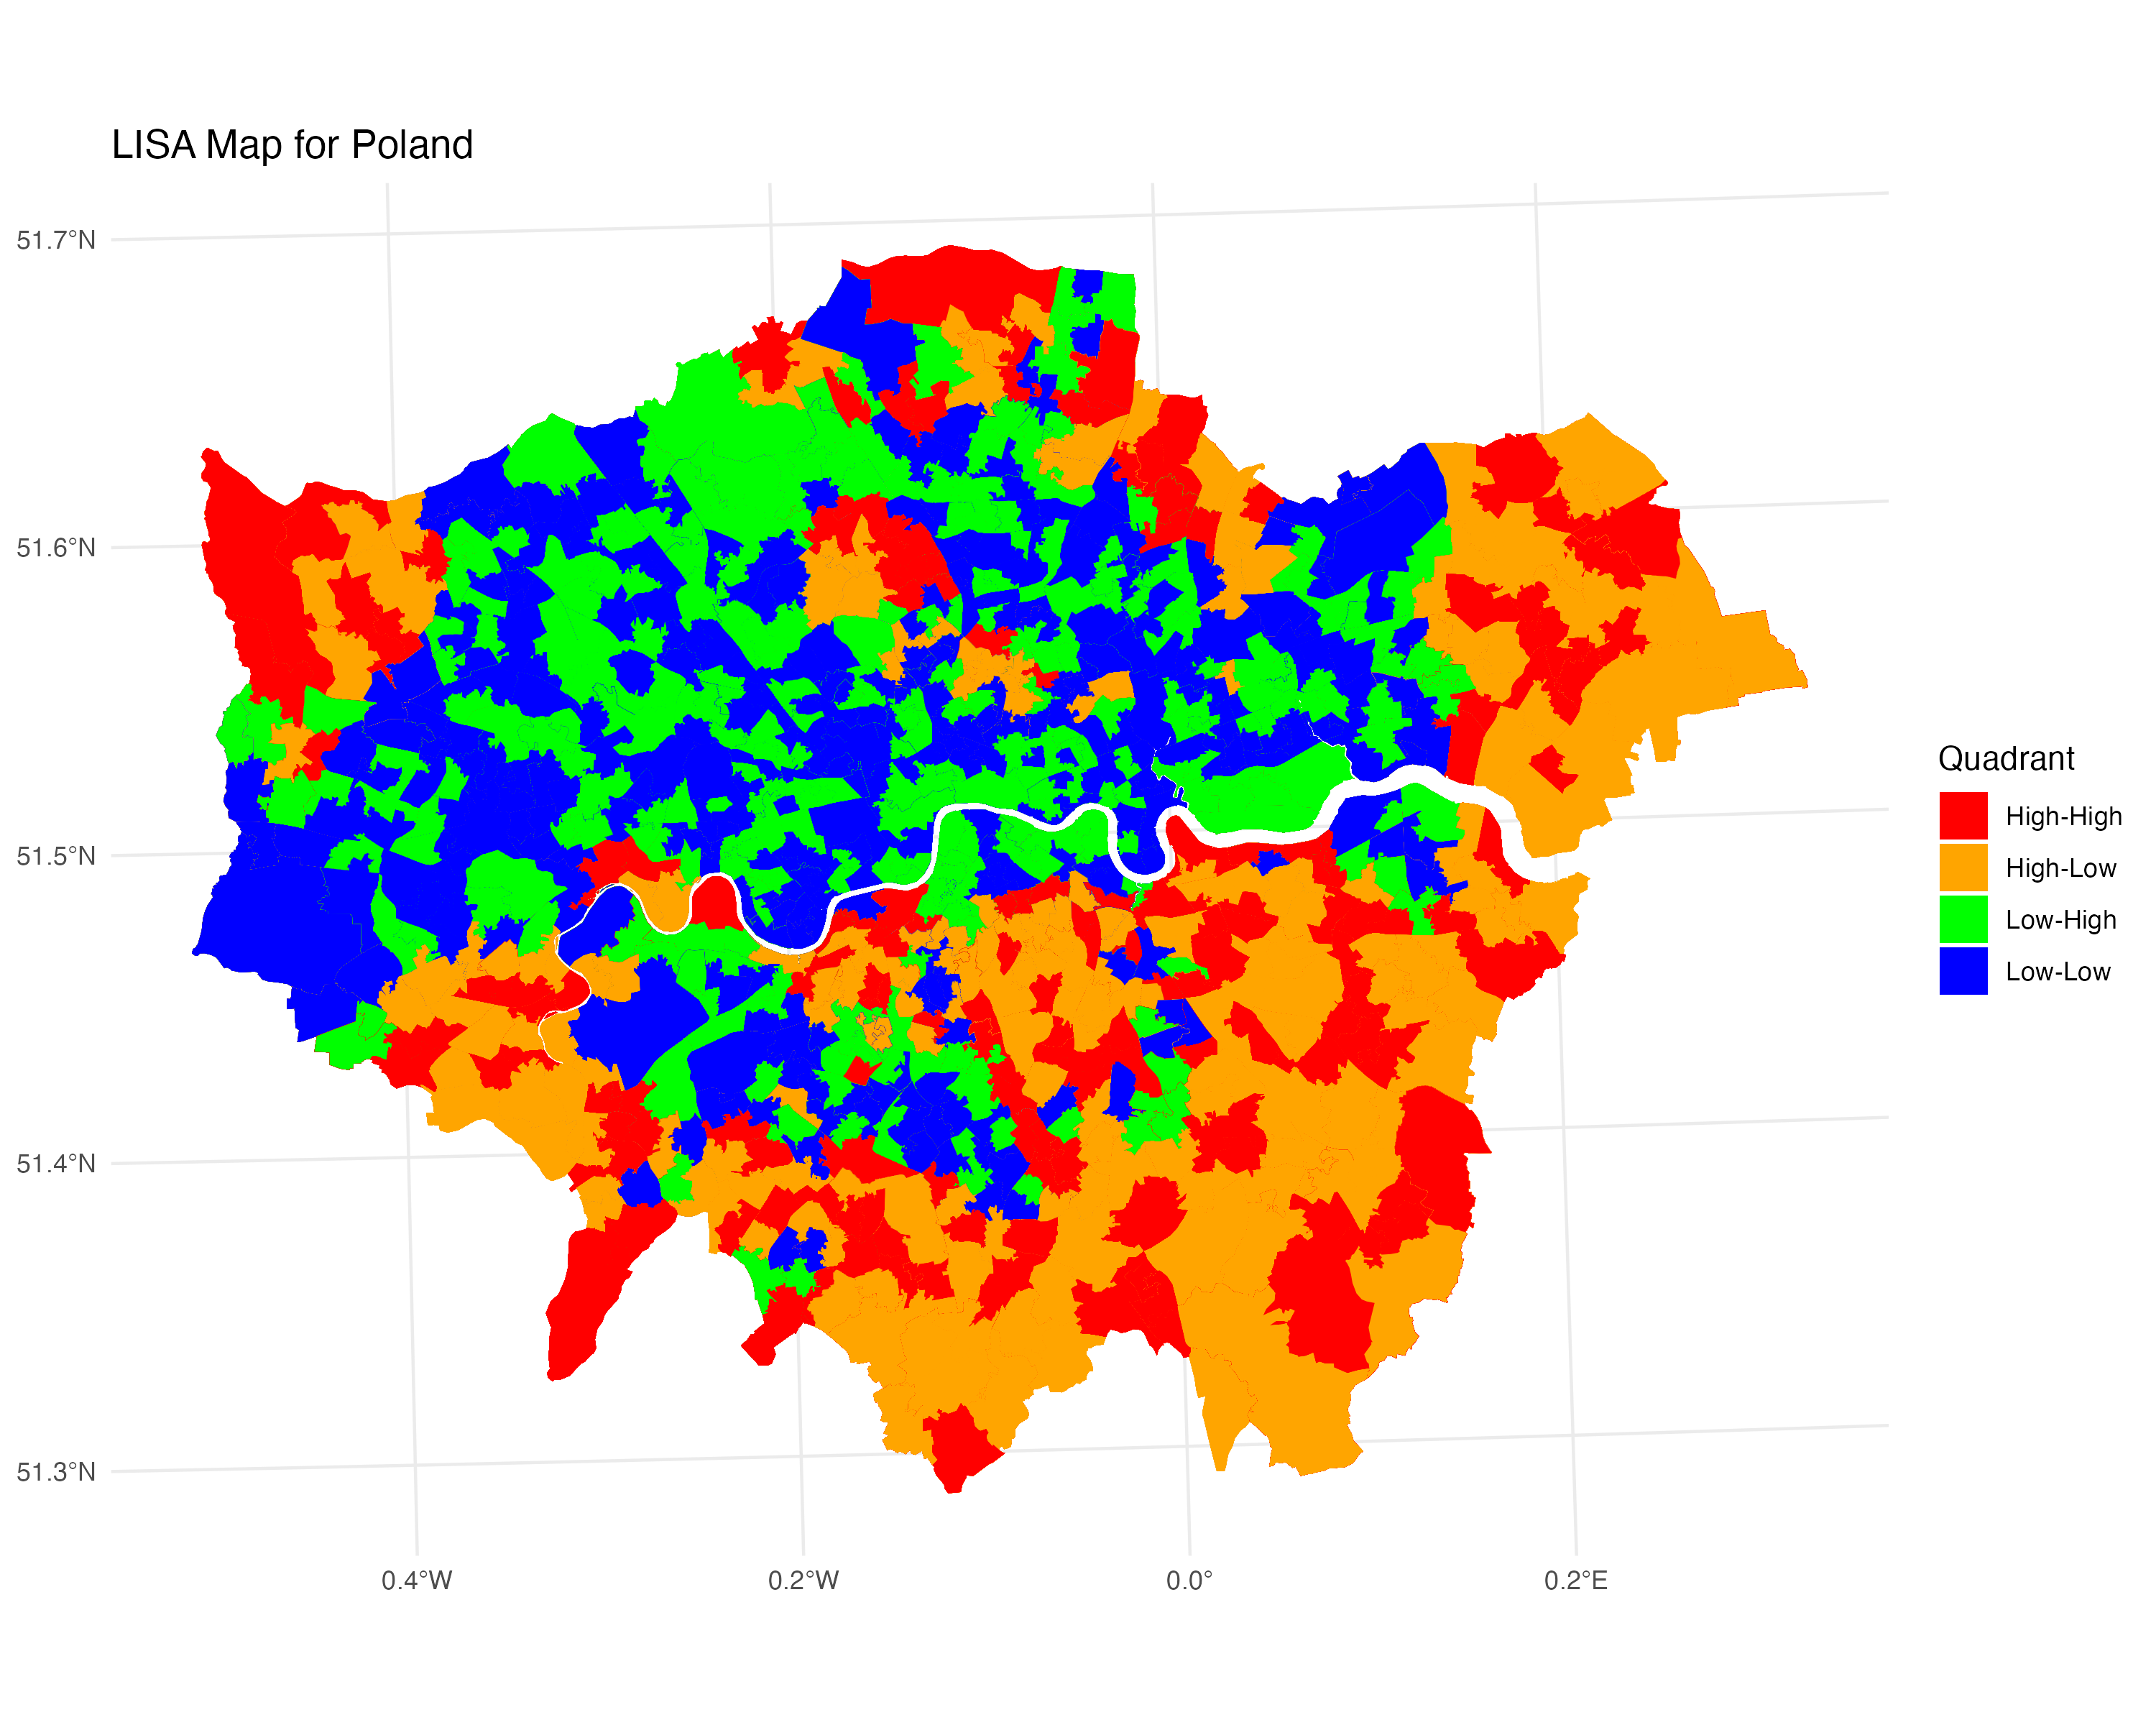 LISA Map for Poland
51.7°N
51.6°N
51.5°N
51.4°N
51.3°N
0.4°W
0.2°W
0.0°
0.2°E
Quadrant
High-High
High-Low
Low-High
Low-Low